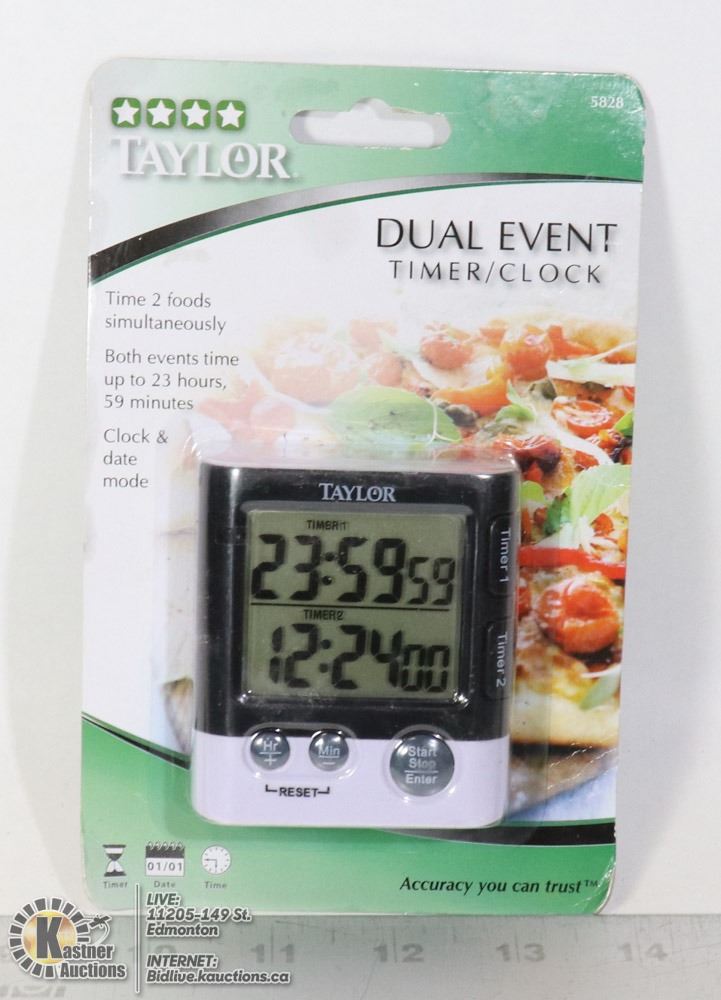 5828
TAYLOR
DUAL EVENT
TIMER/CLOCK
Time 2 foods
simultaneously
Both events time
up to 23 hours,
59 minutes
Clock &
date
mode
TAYLOR
TIMER 1
23:59 59
TIMER2
12:24 00
Timer 1
Timer 2
Hr
+
Min
-
Start
Stop
Enter
RESET
01/01
Timer Date Time
Accuracy you can trust™
Kastner
Auctions
LIVE:
11205-149 St.
Edmonton
INTERNET:
Bidlive.kauctions.ca
10 11 12 13 14